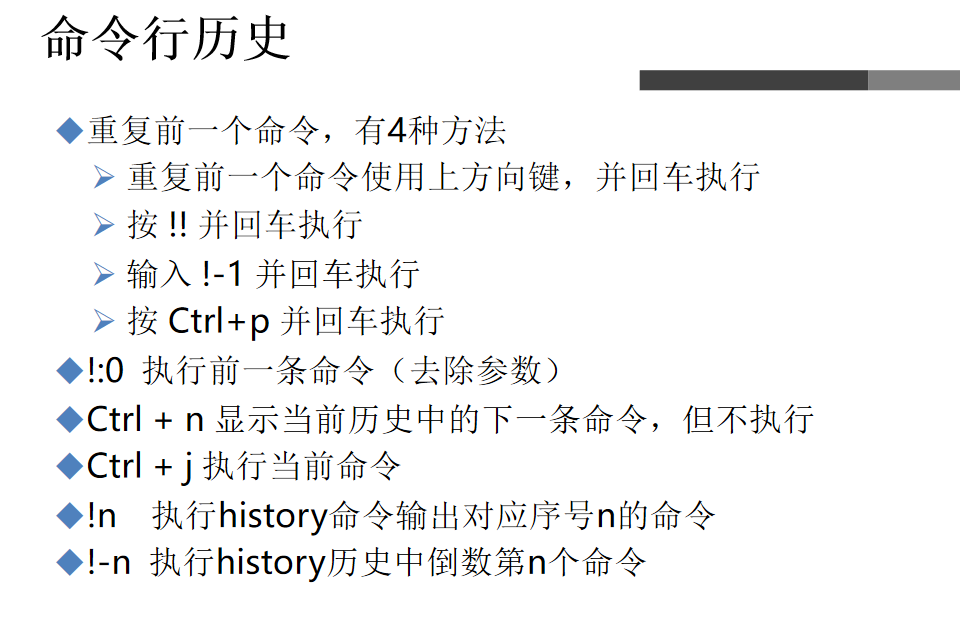 命令行历史
重复前一个命令，有4种方法
重复前一个命令使用上方向键，并回车执行
按 !! 并回车执行
输入 !-1 并回车执行
按 Ctrl+p 并回车执行
!:0 执行前一条命令（去除参数）
Ctrl + n 显示当前历史中的下一条命令，但不执行
Ctrl + j 执行当前命令
!n 执行history命令输出对应序号n的命令
!-n 执行history历史中倒数第n个命令